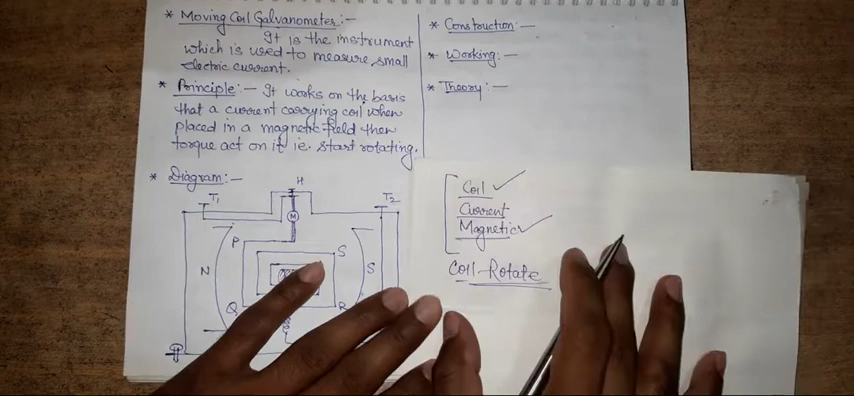 * Moving Coil Galvanometer:-
It is the instrument
which is used to measure small
electric current.
* Principle:- It works on the basis
that a current carrying coil when
placed in a magnetic field then
torque act on it ie. start rotating.
* Diagram:-
H
T1
T2
M
P
S
N
S
Q
R
* Construction:-
* Working:-
* Theory:-
Coil ✓
Current
Magnetic ✓
Coil-Rotate